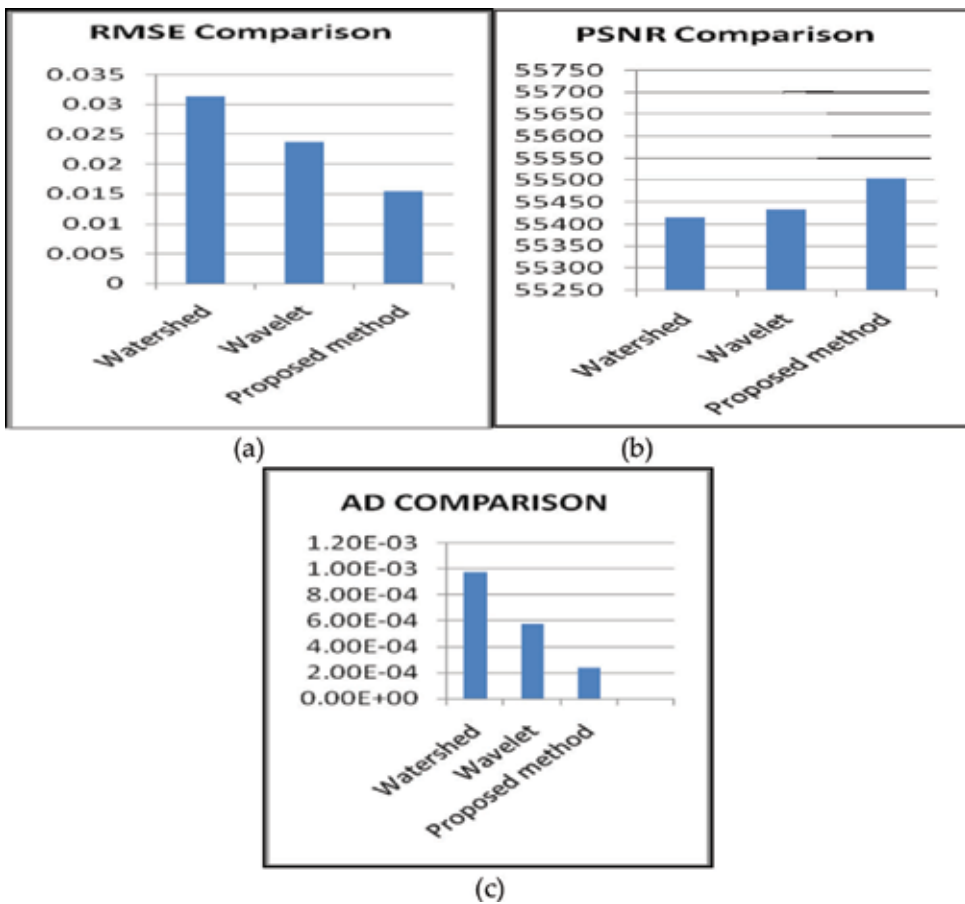 RMSE Comparison
0.035
0.03
0.025
0.02
0.015
0.01
0.005
0
Watershed
Wavelet
Proposed method
(a)
PSNR Comparison
55750
55700
55650
55600
55550
55500
55450
55400
55350
55300
55250
Watershed
Wavelet
Proposed method
(b)
AD COMPARISON
1.20E-03
1.00E-03
8.00E-04
6.00E-04
4.00E-04
2.00E-04
0.00E+00
Watershed
Wavelet
Proposed method
(c)